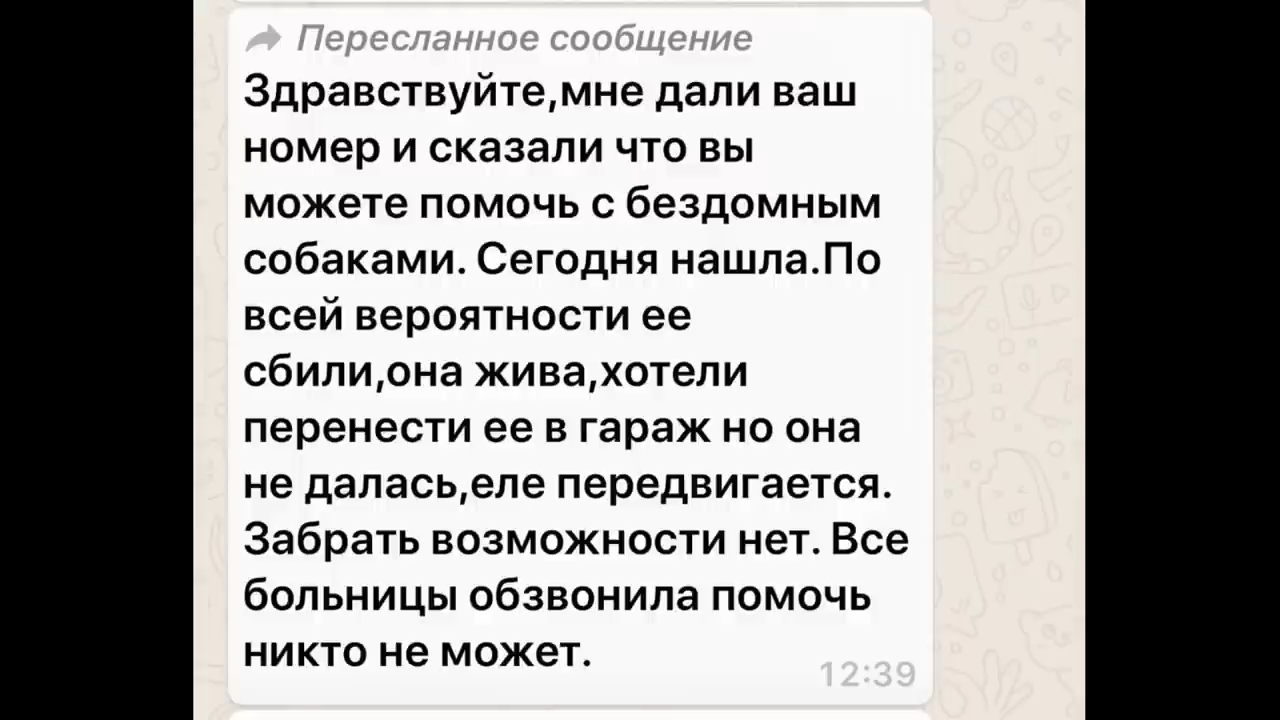 Пересланное сообщение
Здравствуйте,мне дали ваш
номер и сказали что вы
можете помочь с бездомным
собаками. Сегодня нашла.По
всей вероятности ее
сбили,она жива,хотели
перенести ее в гараж но она
не далась,еле передвигается.
Забрать возможности нет. Все
больницы обзвонила помочь
никто не может.
12:39